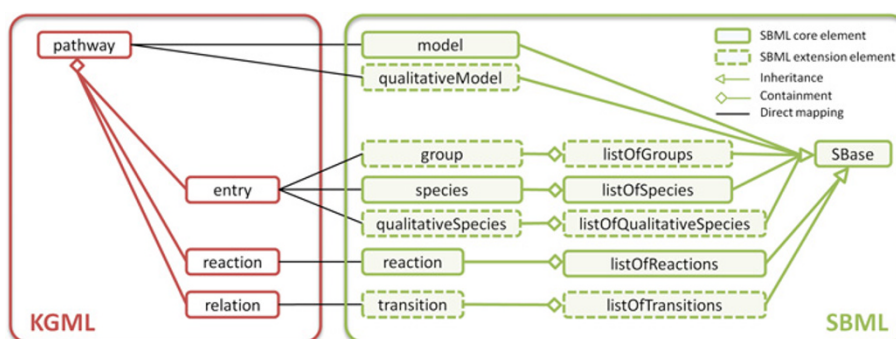 pathway
model
SBML core element
qualitativeModel
SBML extension element
Inheritance
Containment
Direct mapping
group
listOfGroups
SBase
entry
species
listOfSpecies
qualitativeSpecies
listOfQualitativeSpecies
reaction
reaction
listOfReactions
relation
transition
listOfTransitions
KGML
SBML